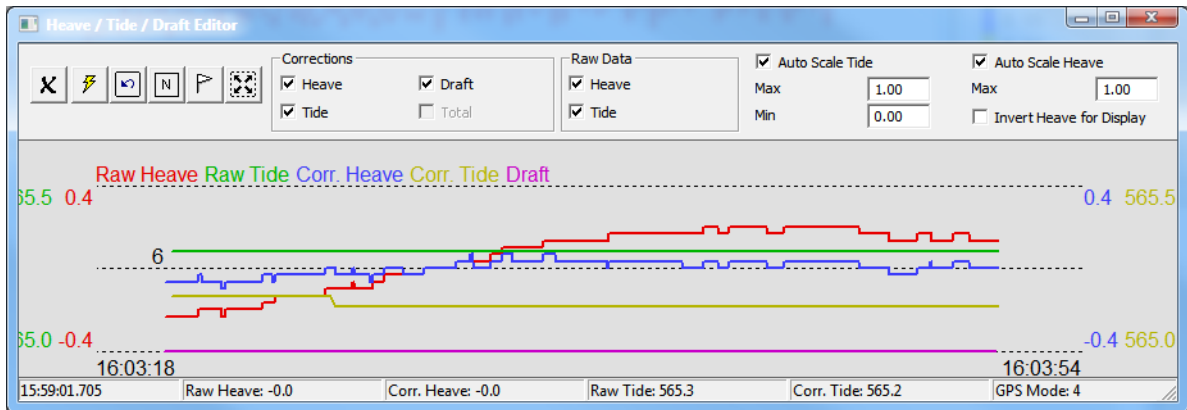 Heave / Tide / Draft Editor
Corrections
Heave
Draft
Tide
Total
Raw Data
Heave
Tide
Auto Scale Tide
Max 1.00
Min 0.00
Auto Scale Heave
Max 1.00
Invert Heave for Display
N
Raw Heave Raw Tide Corr. Heave Corr. Tide Draft
65.5 0.4
0.4 565.5
6
65.0 -0.4
-0.4 565.0
16:03:18
16:03:54
15:59:01.705 Raw Heave: -0.0 Corr. Heave: -0.0 Raw Tide: 565.3 Corr. Tide: 565.2 GPS Mode: 4